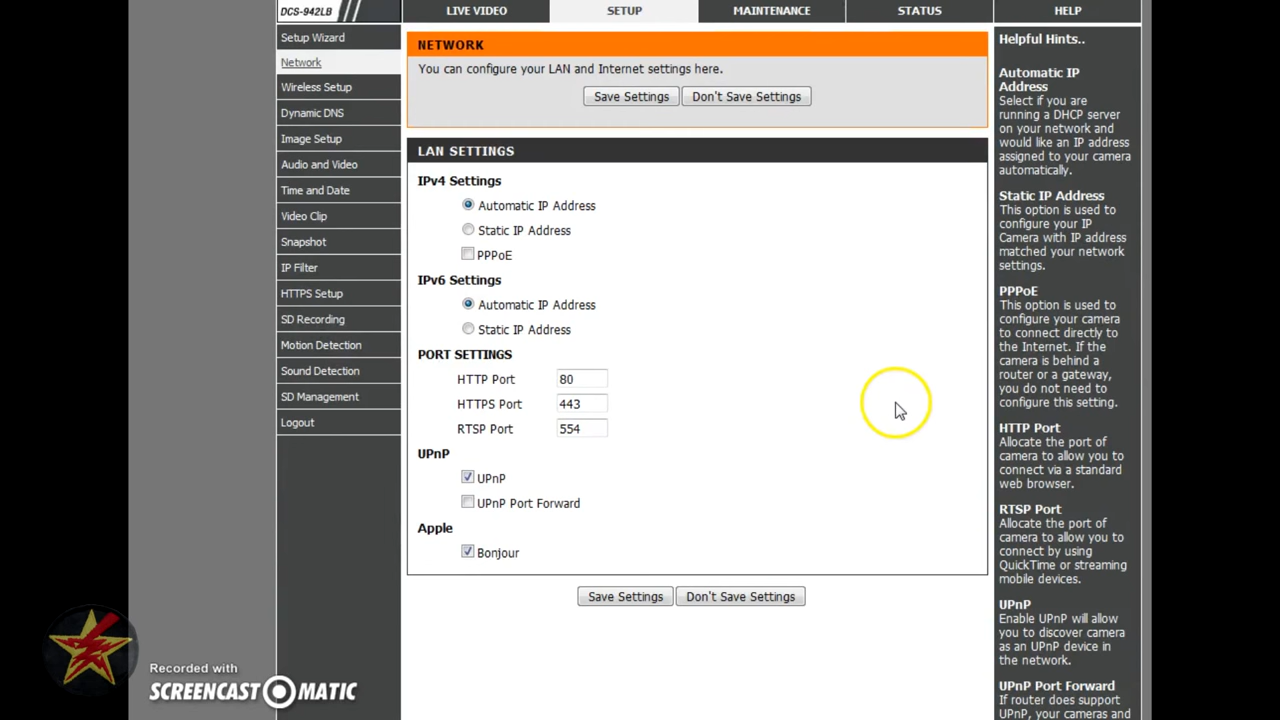 DCS-942LB
LIVE VIDEO
SETUP
MAINTENANCE
STATUS
HELP
Setup Wizard
Network
Wireless Setup
Dynamic DNS
Image Setup
Audio and Video
Time and Date
Video Clip
Snapshot
IP Filter
HTTPS Setup
SD Recording
Motion Detection
Sound Detection
SD Management
Logout
NETWORK
You can configure your LAN and Internet settings here.
Save Settings
Don't Save Settings
LAN SETTINGS
IPv4 Settings
Automatic IP Address
Static IP Address
PPPoE
IPv6 Settings
Automatic IP Address
Static IP Address
PORT SETTINGS
HTTP Port 80
HTTPS Port 443
RTSP Port 554
UPnP
UPnP
UPnP Port Forward
Apple
Bonjour
Save Settings
Don't Save Settings
Helpful Hints..
Automatic IP
Address
Select if you are
running a DHCP server
on your network and
would like an IP address
assigned to your camera
automatically.
Static IP Address
This option is used to
configure your IP
Camera with IP address
matched your network
settings.
PPPoE
This option is used to
configure your camera
to connect directly to
the Internet. If the
camera is behind a
router or a gateway,
you do not need to
configure this setting.
HTTP Port
Allocate the port of
camera to allow you to
connect via a standard
web browser.
RTSP Port
Allocate the port of
camera to allow you to
connect by using
QuickTime or streaming
mobile devices.
UPnP
Enable UPnP will allow
you to discover camera
as an UPnP device in
the network.
UPnP Port Forward
If router does support
UPnP, your cameras and
Recorded with
SCREENCAST-O-MATIC